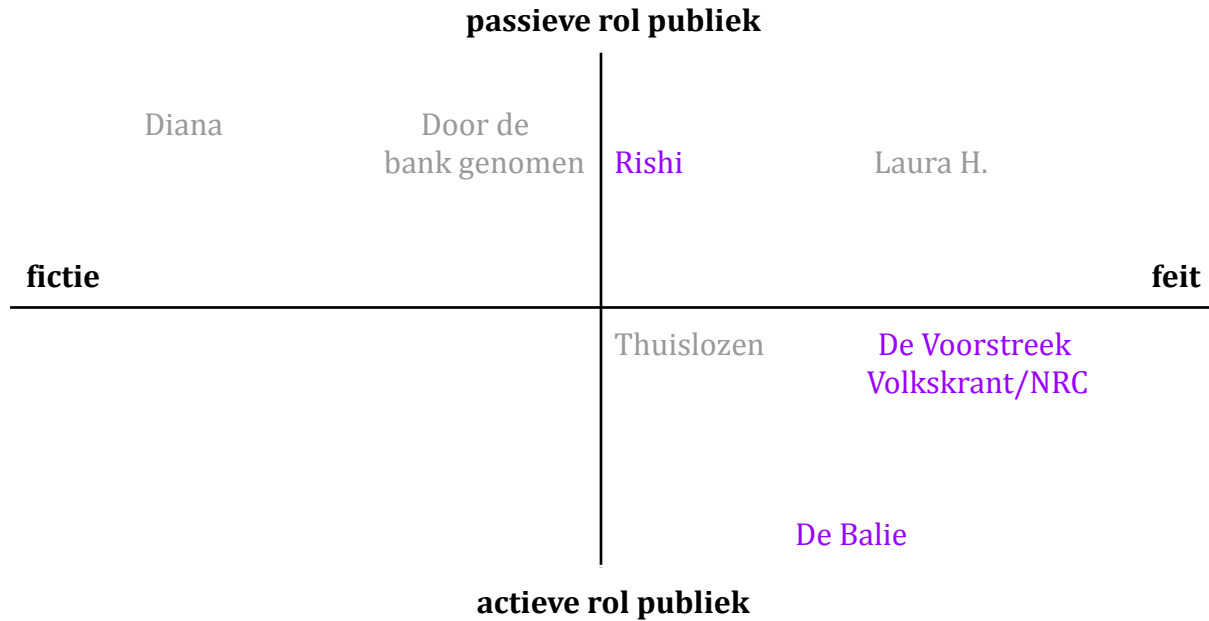 passieve rol publiek
Diana
Door de
bank genomen
Rishi
Laura H.
fictie
feit
Thuislozen
De Voorstreek
Volkskrant/NRC
De Balie
actieve rol publiek